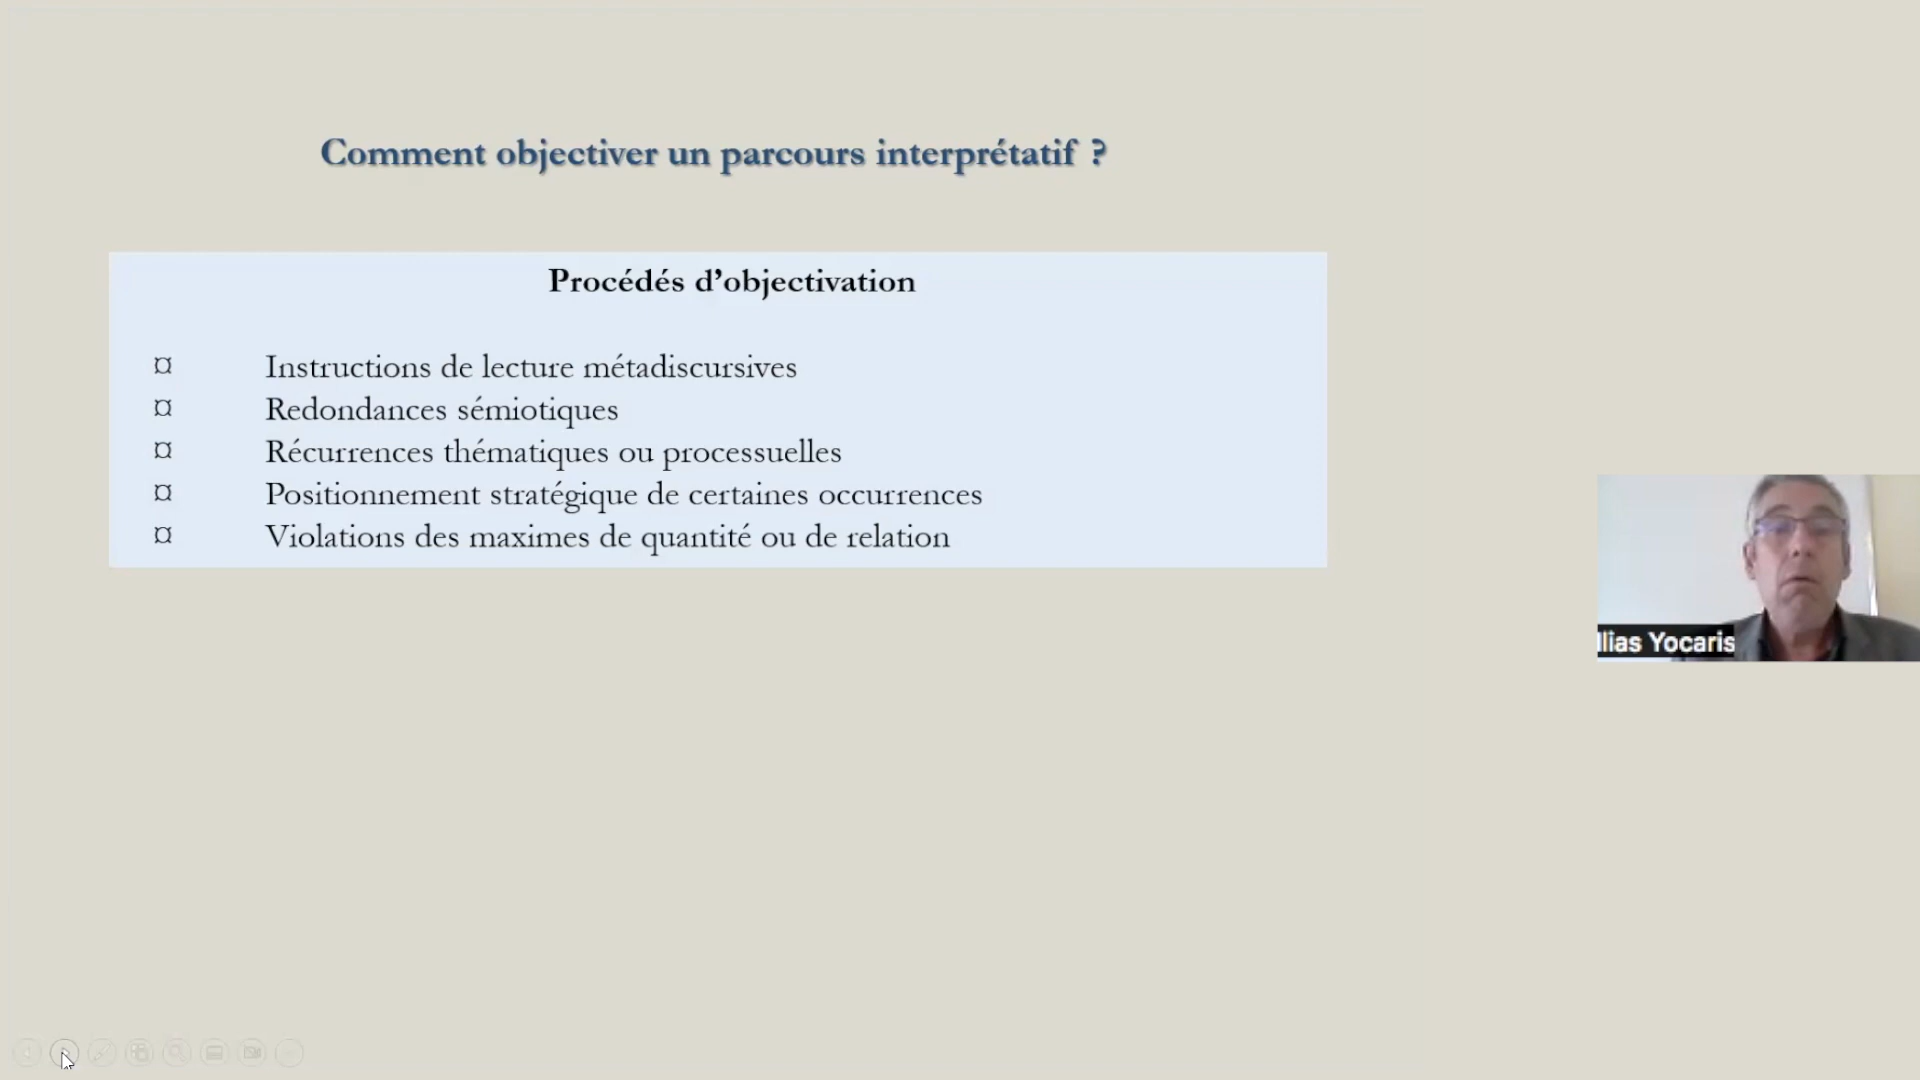 Comment objectiver un parcours interprétatif ?
Procédés d’objectivation
¤ Instructions de lecture métadiscursives
¤ Redondances sémiotiques
¤ Récurrences thématiques ou processuelles
¤ Positionnement stratégique de certaines occurrences
¤ Violations des maximes de quantité ou de relation
Ilias Yocaris